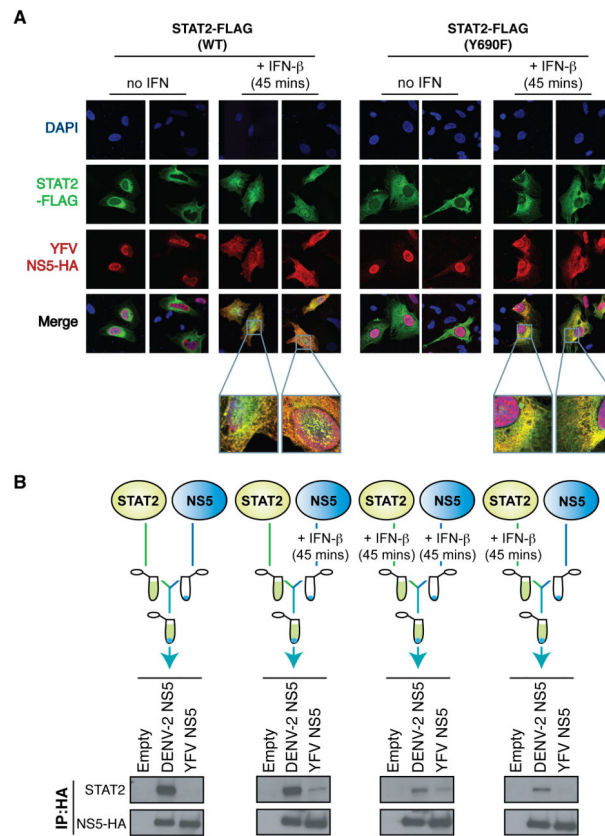 A
STAT2-FLAG
(WT)
STAT2-FLAG
(Y690F)
no IFN
+ IFN-β
(45 mins)
no IFN
+ IFN-β
(45 mins)
DAPI
STAT2
-FLAG
YFV
NS5-HA
Merge
B
STAT2 NS5 STAT2 NS5 STAT2 NS5 STAT2 NS5
+ IFN-β
(45 mins)
+ IFN-β
(45 mins)
+ IFN-β
(45 mins)
+ IFN-β
(45 mins)
Empty
DENV-2 NS5
YFV NS5
Empty
DENV-2 NS5
YFV NS5
Empty
DENV-2 NS5
YFV NS5
Empty
DENV-2 NS5
YFV NS5
IP:HA
STAT2
NS5-HA